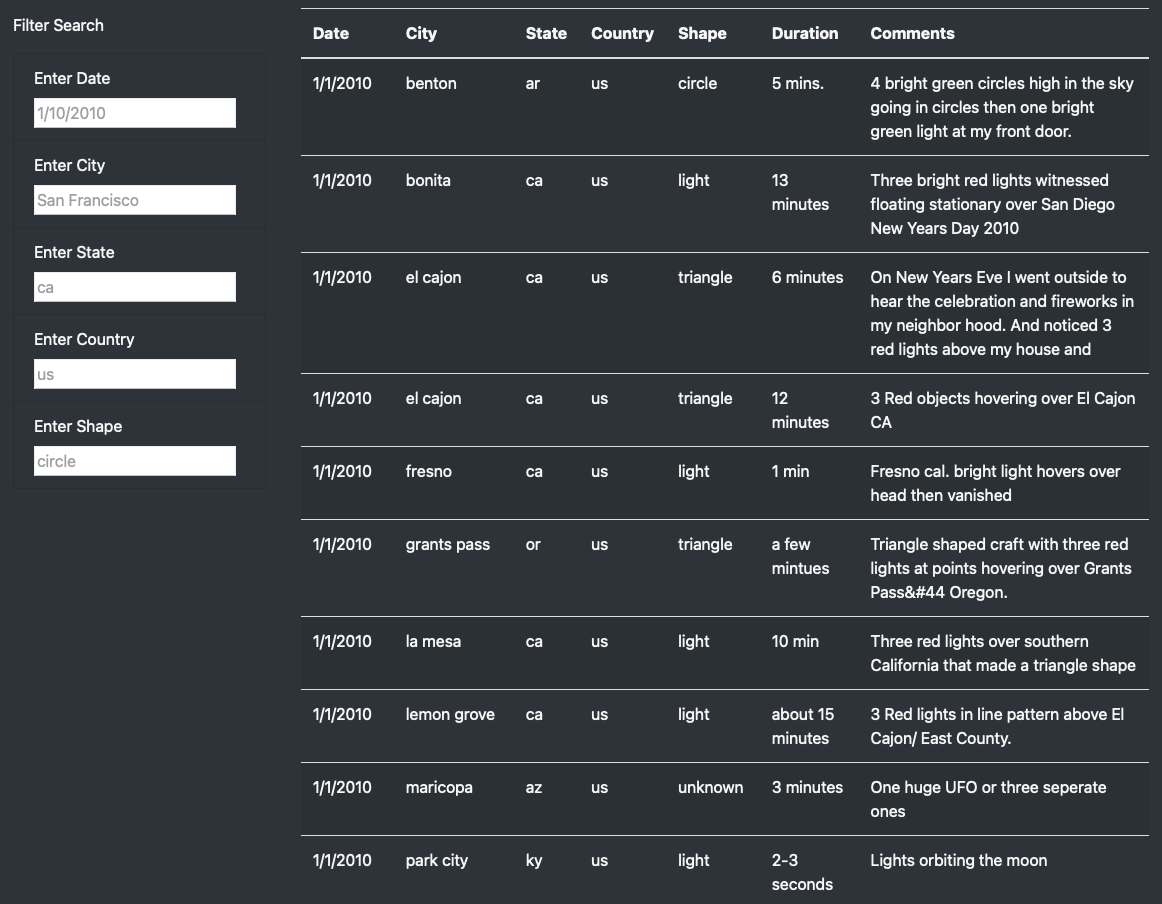 Filter Search
Enter Date
1/10/2010
Enter City
San Francisco
Enter State
ca
Enter Country
us
Enter Shape
circle
Date City State Country Shape Duration Comments
1/1/2010 benton ar us circle 5 mins. 4 bright green circles high in the sky
going in circles then one bright
green light at my front door.
1/1/2010 bonita ca us light 13 Three bright red lights witnessed
minutes floating stationary over San Diego
New Years Day 2010
1/1/2010 el cajon ca us triangle 6 minutes On New Years Eve I went outside to
hear the celebration and fireworks in
my neighbor hood. And noticed 3
red lights above my house and
1/1/2010 el cajon ca us triangle 12 3 Red objects hovering over El Cajon
minutes CA
1/1/2010 fresno ca us light 1 min Fresno cal. bright light hovers over
head then vanished
1/1/2010 grants pass or us triangle a few Triangle shaped craft with three red
mintues lights at points hovering over Grants
Pass&#44 Oregon.
1/1/2010 la mesa ca us light 10 min Three red lights over southern
California that made a triangle shape
1/1/2010 lemon grove ca us light about 15 3 Red lights in line pattern above El
minutes Cajon/ East County.
1/1/2010 maricopa az us unknown 3 minutes One huge UFO or three seperate
ones
1/1/2010 park city ky us light 2-3 Lights orbiting the moon
seconds